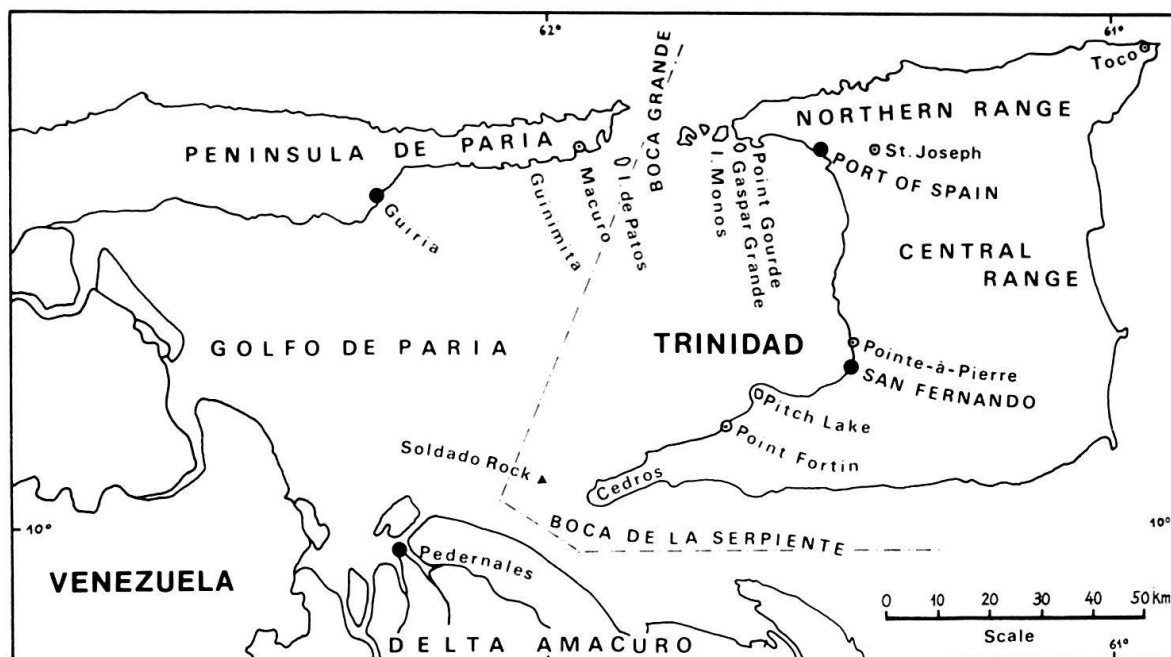 62°
61°
BOCA GRANDE
Toco
NORTHERN RANGE
PENINSULA DE PARIA
St. Joseph
PORT OF SPAIN
Guiria
Guinimita
Macuro
I. de Patos
I. Monos
Gaspar Grande
Point Gourde
CENTRAL
RANGE
GOLFO DE PARIA
TRINIDAD
Pointe-à-Pierre
SAN FERNANDO
Pitch Lake
Point Fortin
Soldado Rock
Cedros
10°
BOCA DE LA SERPIENTE
10°
Pedernales
VENEZUELA
0 10 20 30 40 50 km
Scale
DELTA AMACURO
61°